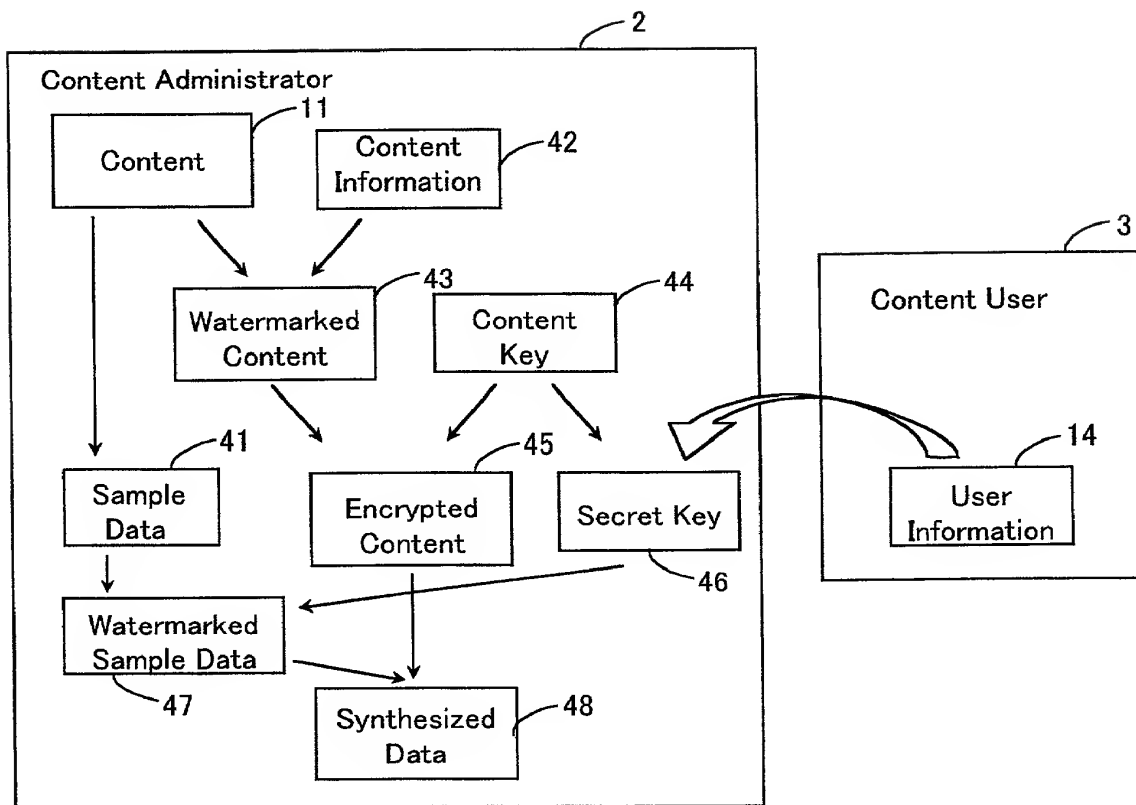 2
Content Administrator
11
Content
42
Content
Information
3
Content User
43
Watermarked
Content
44
Content
Key
41
Sample
Data
45
Encrypted
Content
Secret Key
46
14
User
Information
Watermarked
Sample Data
47
Synthesized
Data
48